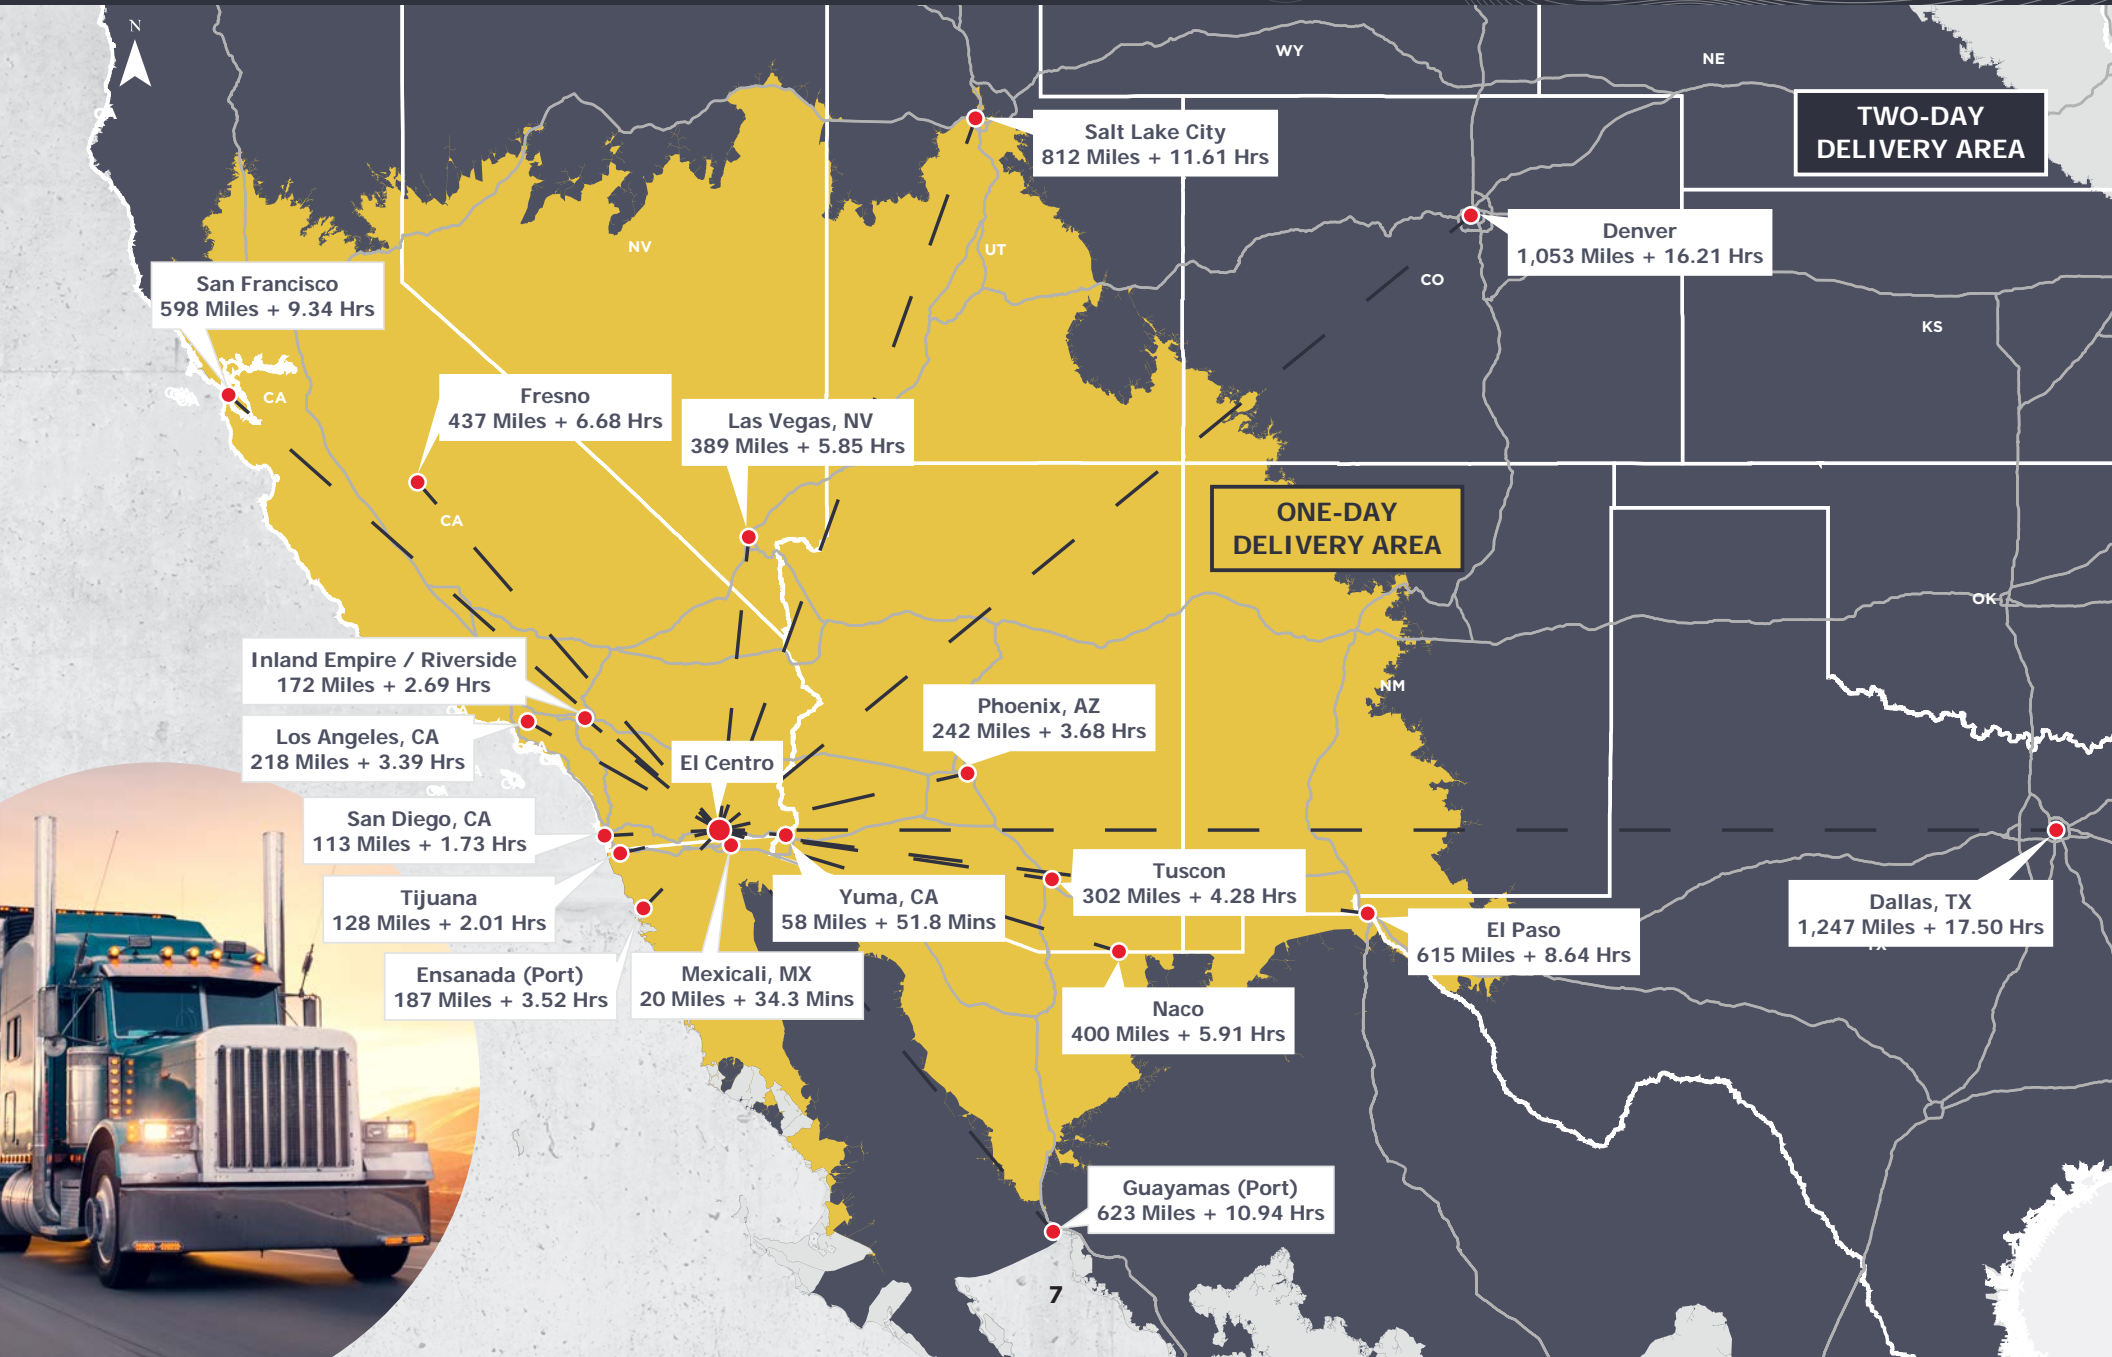 N
WY
NE
CA
TWO-DAY
DELIVERY AREA
Salt Lake City
812 Miles + 11.61 Hrs
Denver
1,053 Miles + 16.21 Hrs
NV
UT
CO
KS
San Francisco
598 Miles + 9.34 Hrs
CA
Fresno
437 Miles + 6.68 Hrs
Las Vegas, NV
389 Miles + 5.85 Hrs
CA
ONE-DAY
DELIVERY AREA
OK
Inland Empire / Riverside
172 Miles + 2.69 Hrs
NM
Phoenix, AZ
242 Miles + 3.68 Hrs
Los Angeles, CA
218 Miles + 3.39 Hrs
CA
El Centro
CA
San Diego, CA
113 Miles + 1.73 Hrs
Tuscon
302 Miles + 4.28 Hrs
Tijuana
128 Miles + 2.01 Hrs
Yuma, CA
58 Miles + 51.8 Mins
Dallas, TX
1,247 Miles + 17.50 Hrs
TX
El Paso
615 Miles + 8.64 Hrs
Ensanada (Port)
187 Miles + 3.52 Hrs
Mexicali, MX
20 Miles + 34.3 Mins
Naco
400 Miles + 5.91 Hrs
Guayamas (Port)
623 Miles + 10.94 Hrs
7